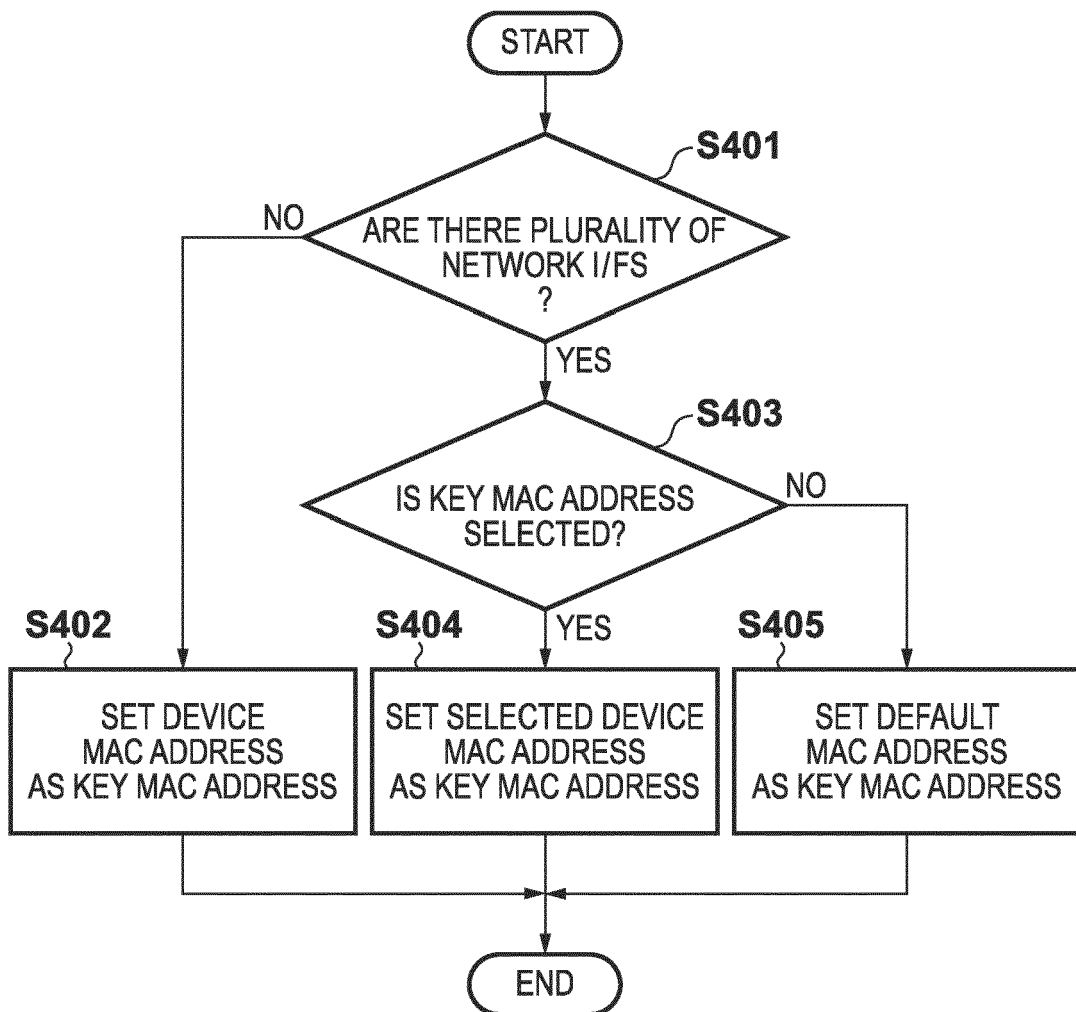 START
S401
NO
ARE THERE PLURALITY OF
NETWORK I/FS
?
YES
S403
IS KEY MAC ADDRESS
SELECTED?
NO
YES
S402
SET DEVICE
MAC ADDRESS
AS KEY MAC ADDRESS
S404
SET SELECTED DEVICE
MAC ADDRESS
AS KEY MAC ADDRESS
S405
SET DEFAULT
MAC ADDRESS
AS KEY MAC ADDRESS
END